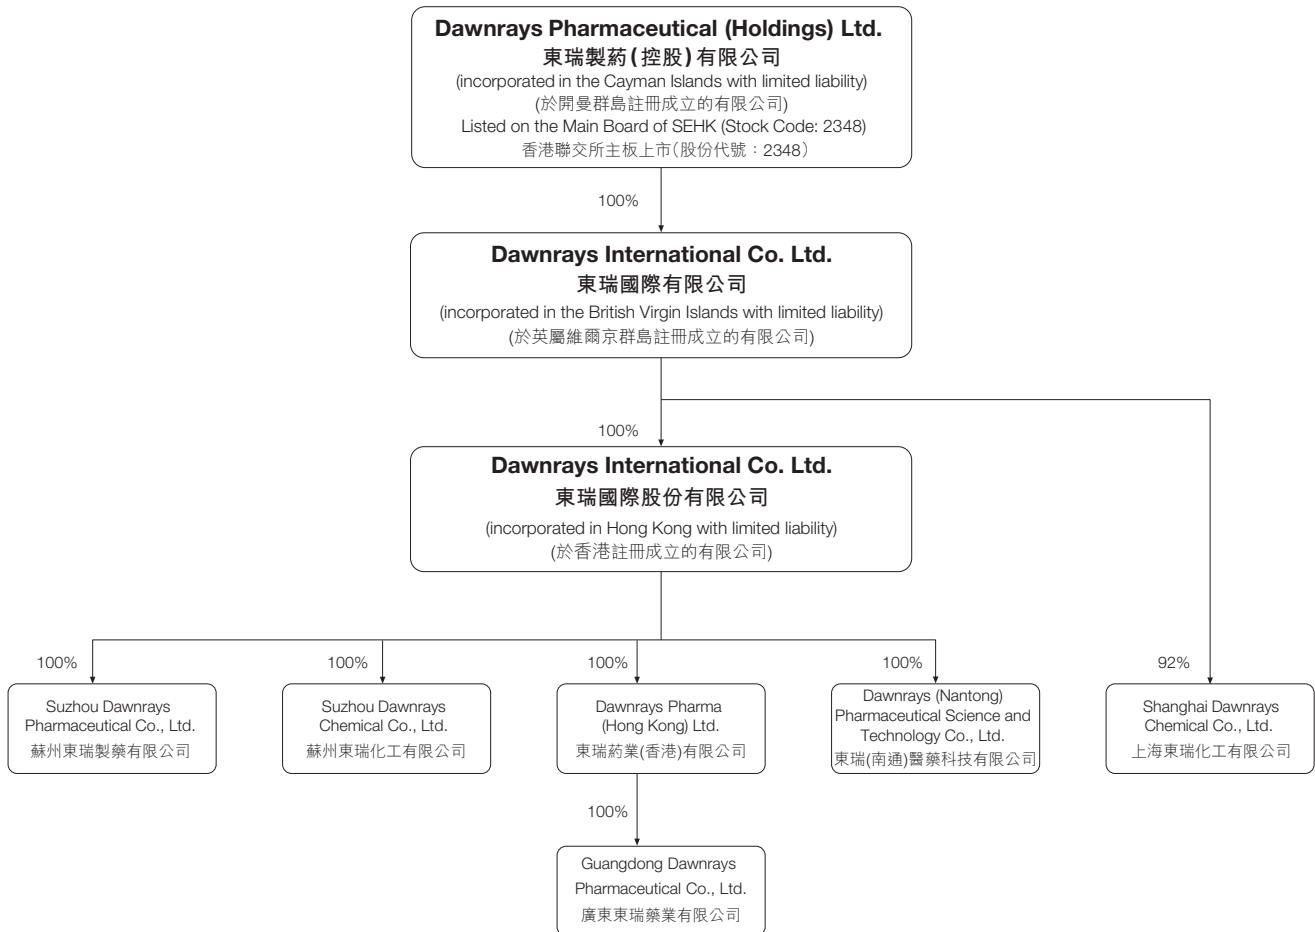 Dawnrays Pharmaceutical (Holdings) Ltd.
東瑞製葯(控股)有限公司
(incorporated in the Cayman Islands with limited liability)
(於開曼群島註冊成立的有限公司)
Listed on the Main Board of SEHK (Stock Code: 2348)
香港聯交所主板上市(股份代號：2348)
100%
Dawnrays International Co. Ltd.
東瑞國際有限公司
(incorporated in the British Virgin Islands with limited liability)
(於英屬維爾京群島註冊成立的有限公司)
100%
Dawnrays International Co. Ltd.
東瑞國際股份有限公司
(incorporated in Hong Kong with limited liability)
(於香港註冊成立的有限公司)
100%
Suzhou Dawnrays
Pharmaceutical Co., Ltd.
蘇州東瑞製藥有限公司
100%
Suzhou Dawnrays
Chemical Co., Ltd.
蘇州東瑞化工有限公司
100%
Dawnrays Pharma
(Hong Kong) Ltd.
東瑞葯業(香港)有限公司
100%
Dawnrays (Nantong)
Pharmaceutical Science and
Technology Co., Ltd.
東瑞(南通)醫藥科技有限公司
92%
Shanghai Dawnrays
Chemical Co., Ltd.
上海東瑞化工有限公司
100%
Guangdong Dawnrays
Pharmaceutical Co., Ltd.
廣東東瑞藥業有限公司